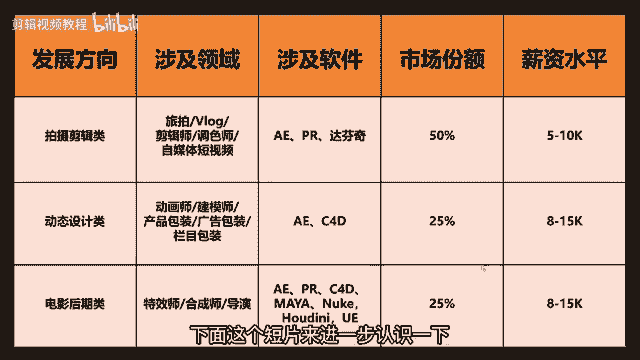 剪辑视频教程 bilibili
发展方向 涉及领域 涉及软件 市场份额 薪资水平
拍摄剪辑类
旅拍/Vlog/
剪辑师/调色师/
自媒体短视频
AE、PR、达芬奇
50%
5-10K
动态设计类
动画师/建模师/
产品包装/广告包装/
栏目包装
AE、C4D
25%
8-15K
电影后期类
特效师/合成师/导演
AE、PR、C4D、
MAYA、Nuke，
Houdini，UE
25%
8-15K
下面这个短片来进一步认识一下